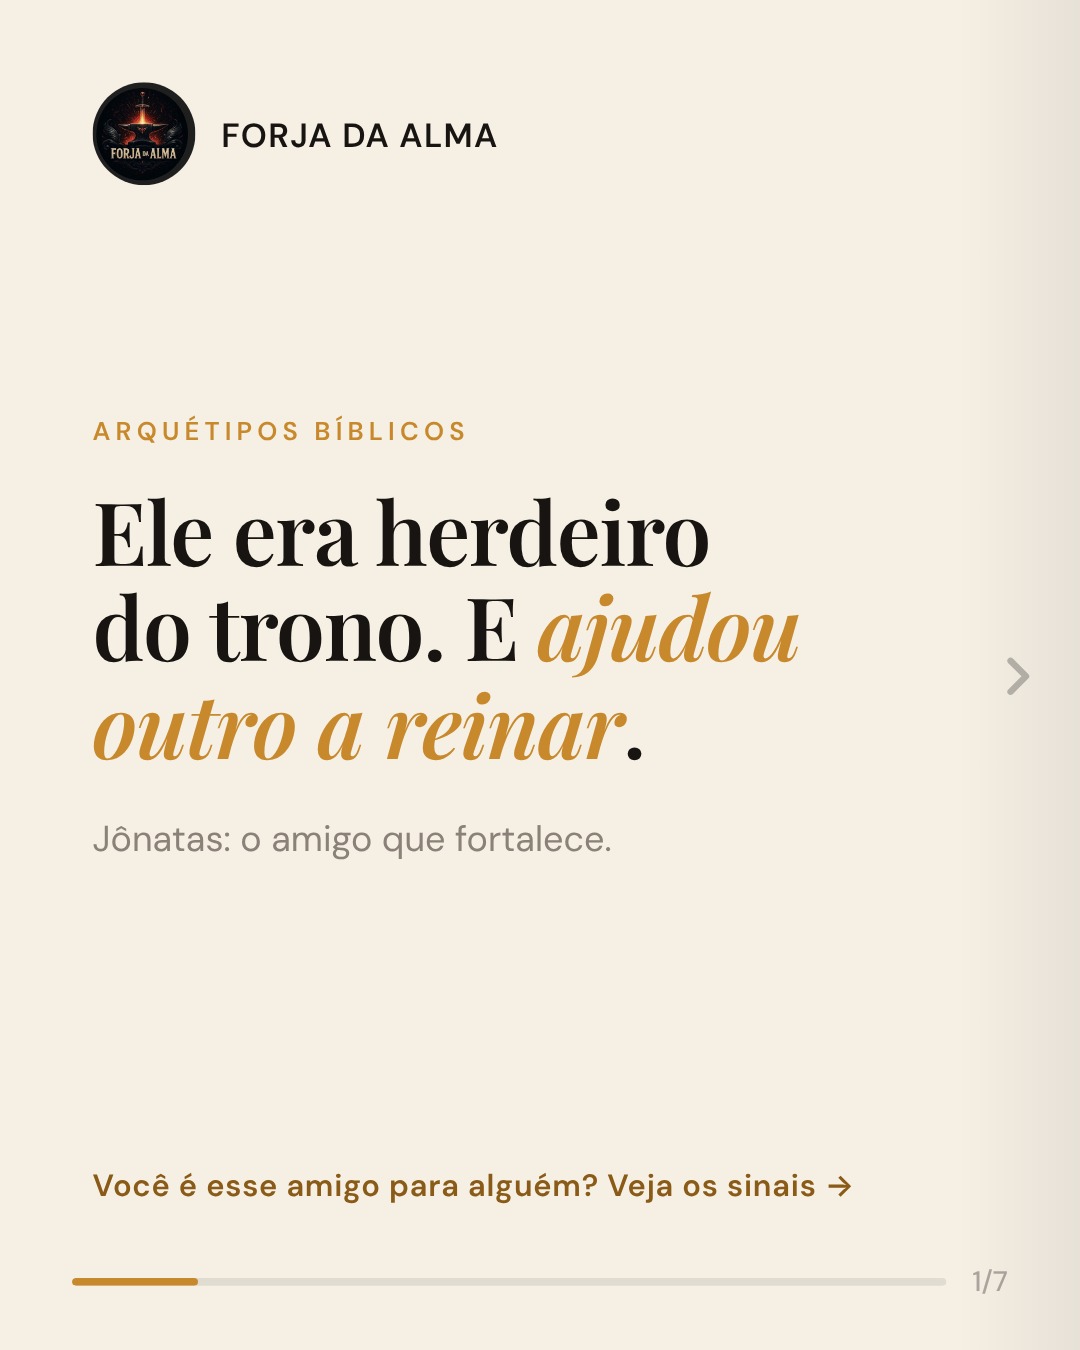 FORJA DA ALMA
FORJA DA ALMA
ARQUÉTIPOS BÍBLICOS
Ele era herdeiro
do trono. E ajudou
outro a reinar.
Jônatas: o amigo que fortalece.
Você é esse amigo para alguém? Veja os sinais →
1/7